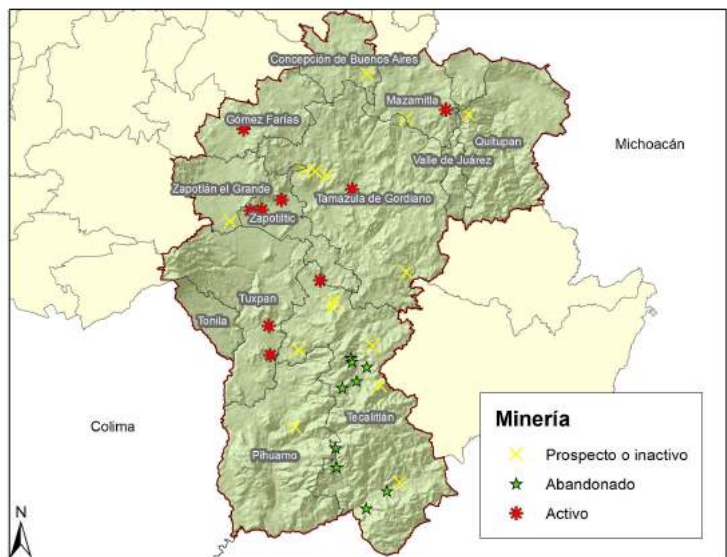 Concepción de Buenos Aires
Mazamitla
Gómez Farías
Quitupan
Michoacán
Valle de Juárez
Zapotlán el Grande
Tamazula de Gordiano
Zapotiltic
Tuxpan
Tonila
Tecalitlán
Colima
Pihuamo
Minería
Prospecto o inactivo
Abandonado
Activo
N